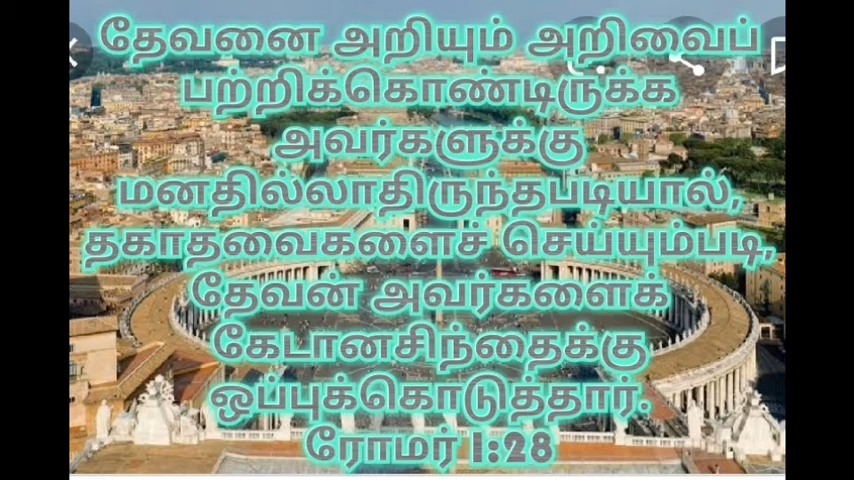 தேவனை அறியும் அறிவைப்
பற்றிக்கொண்டிருக்க
அவர்களுக்கு
மனதில்லாதிருந்தபடியால்,
தகாதவைகளைச் செய்யும்படி,
தேவன் அவர்களைக்
கேடானசிந்தைக்கு
ஒப்புக்கொடுத்தார்.
ரோமர் 1:28